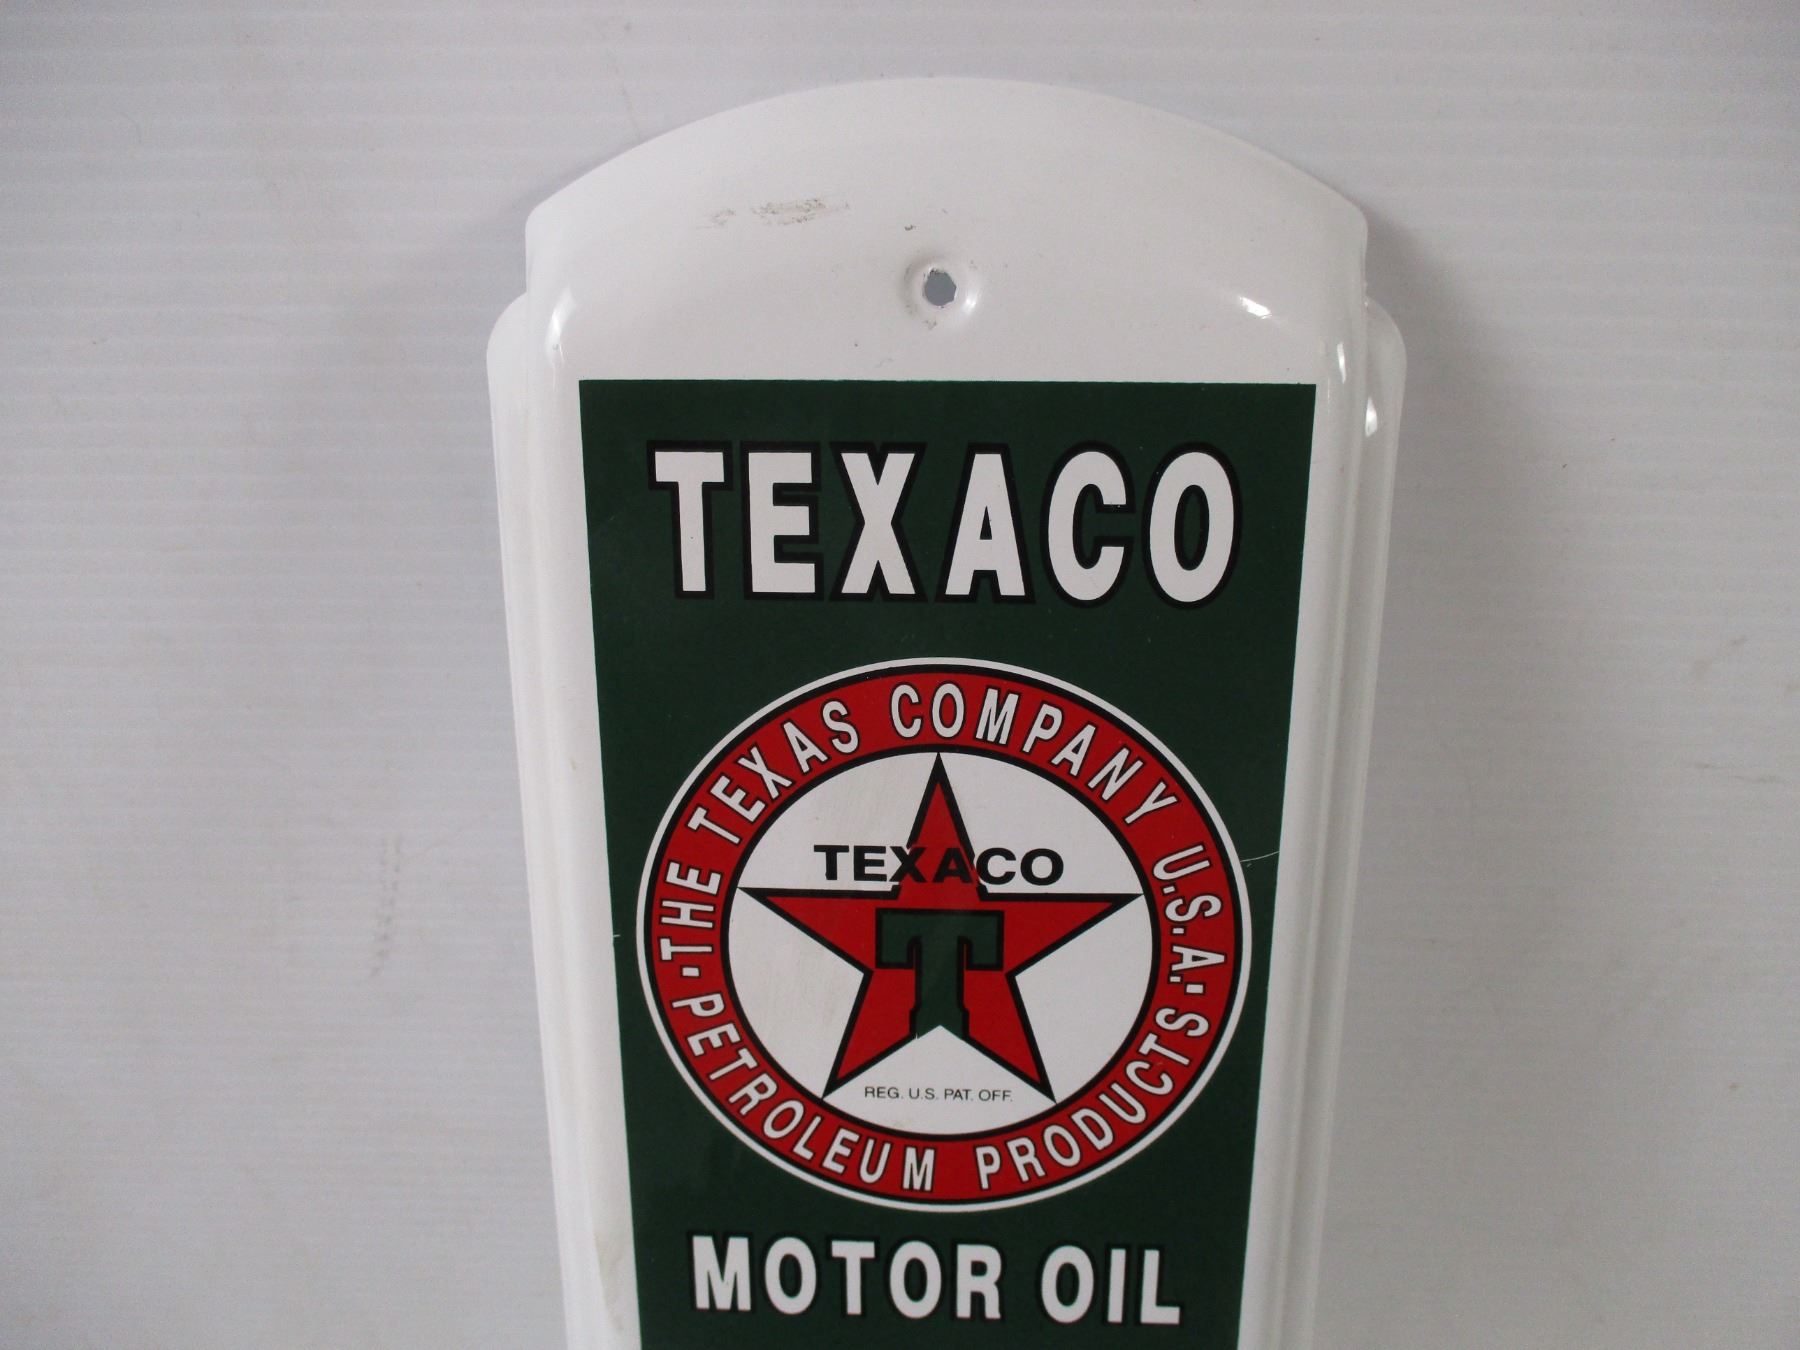 TEXACO
·THE TEXAS COMPANY U.S.A.·
TEXACO
T
REG. U.S. PAT. OFF.
PETROLEUM PRODUCTS
MOTOR OIL